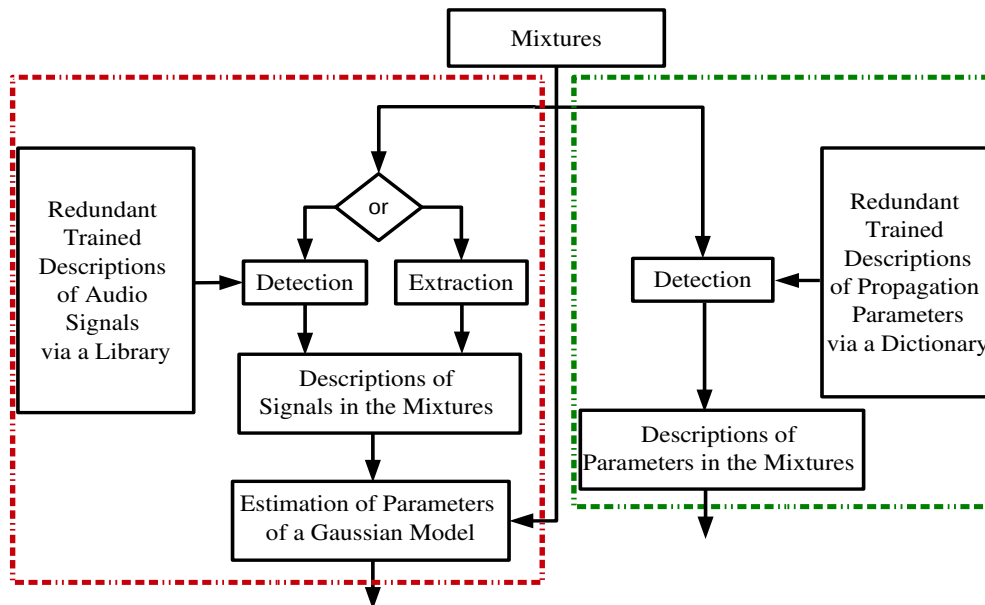 Mixtures
or
Redundant
Trained
Descriptions
of Audio
Signals
via a Library
Detection
Extraction
Descriptions of
Signals in the Mixtures
Estimation of Parameters
of a Gaussian Model
Detection
Redundant
Trained
Descriptions
of Propagation
Parameters
via a Dictionary
Descriptions of
Parameters in the Mixtures